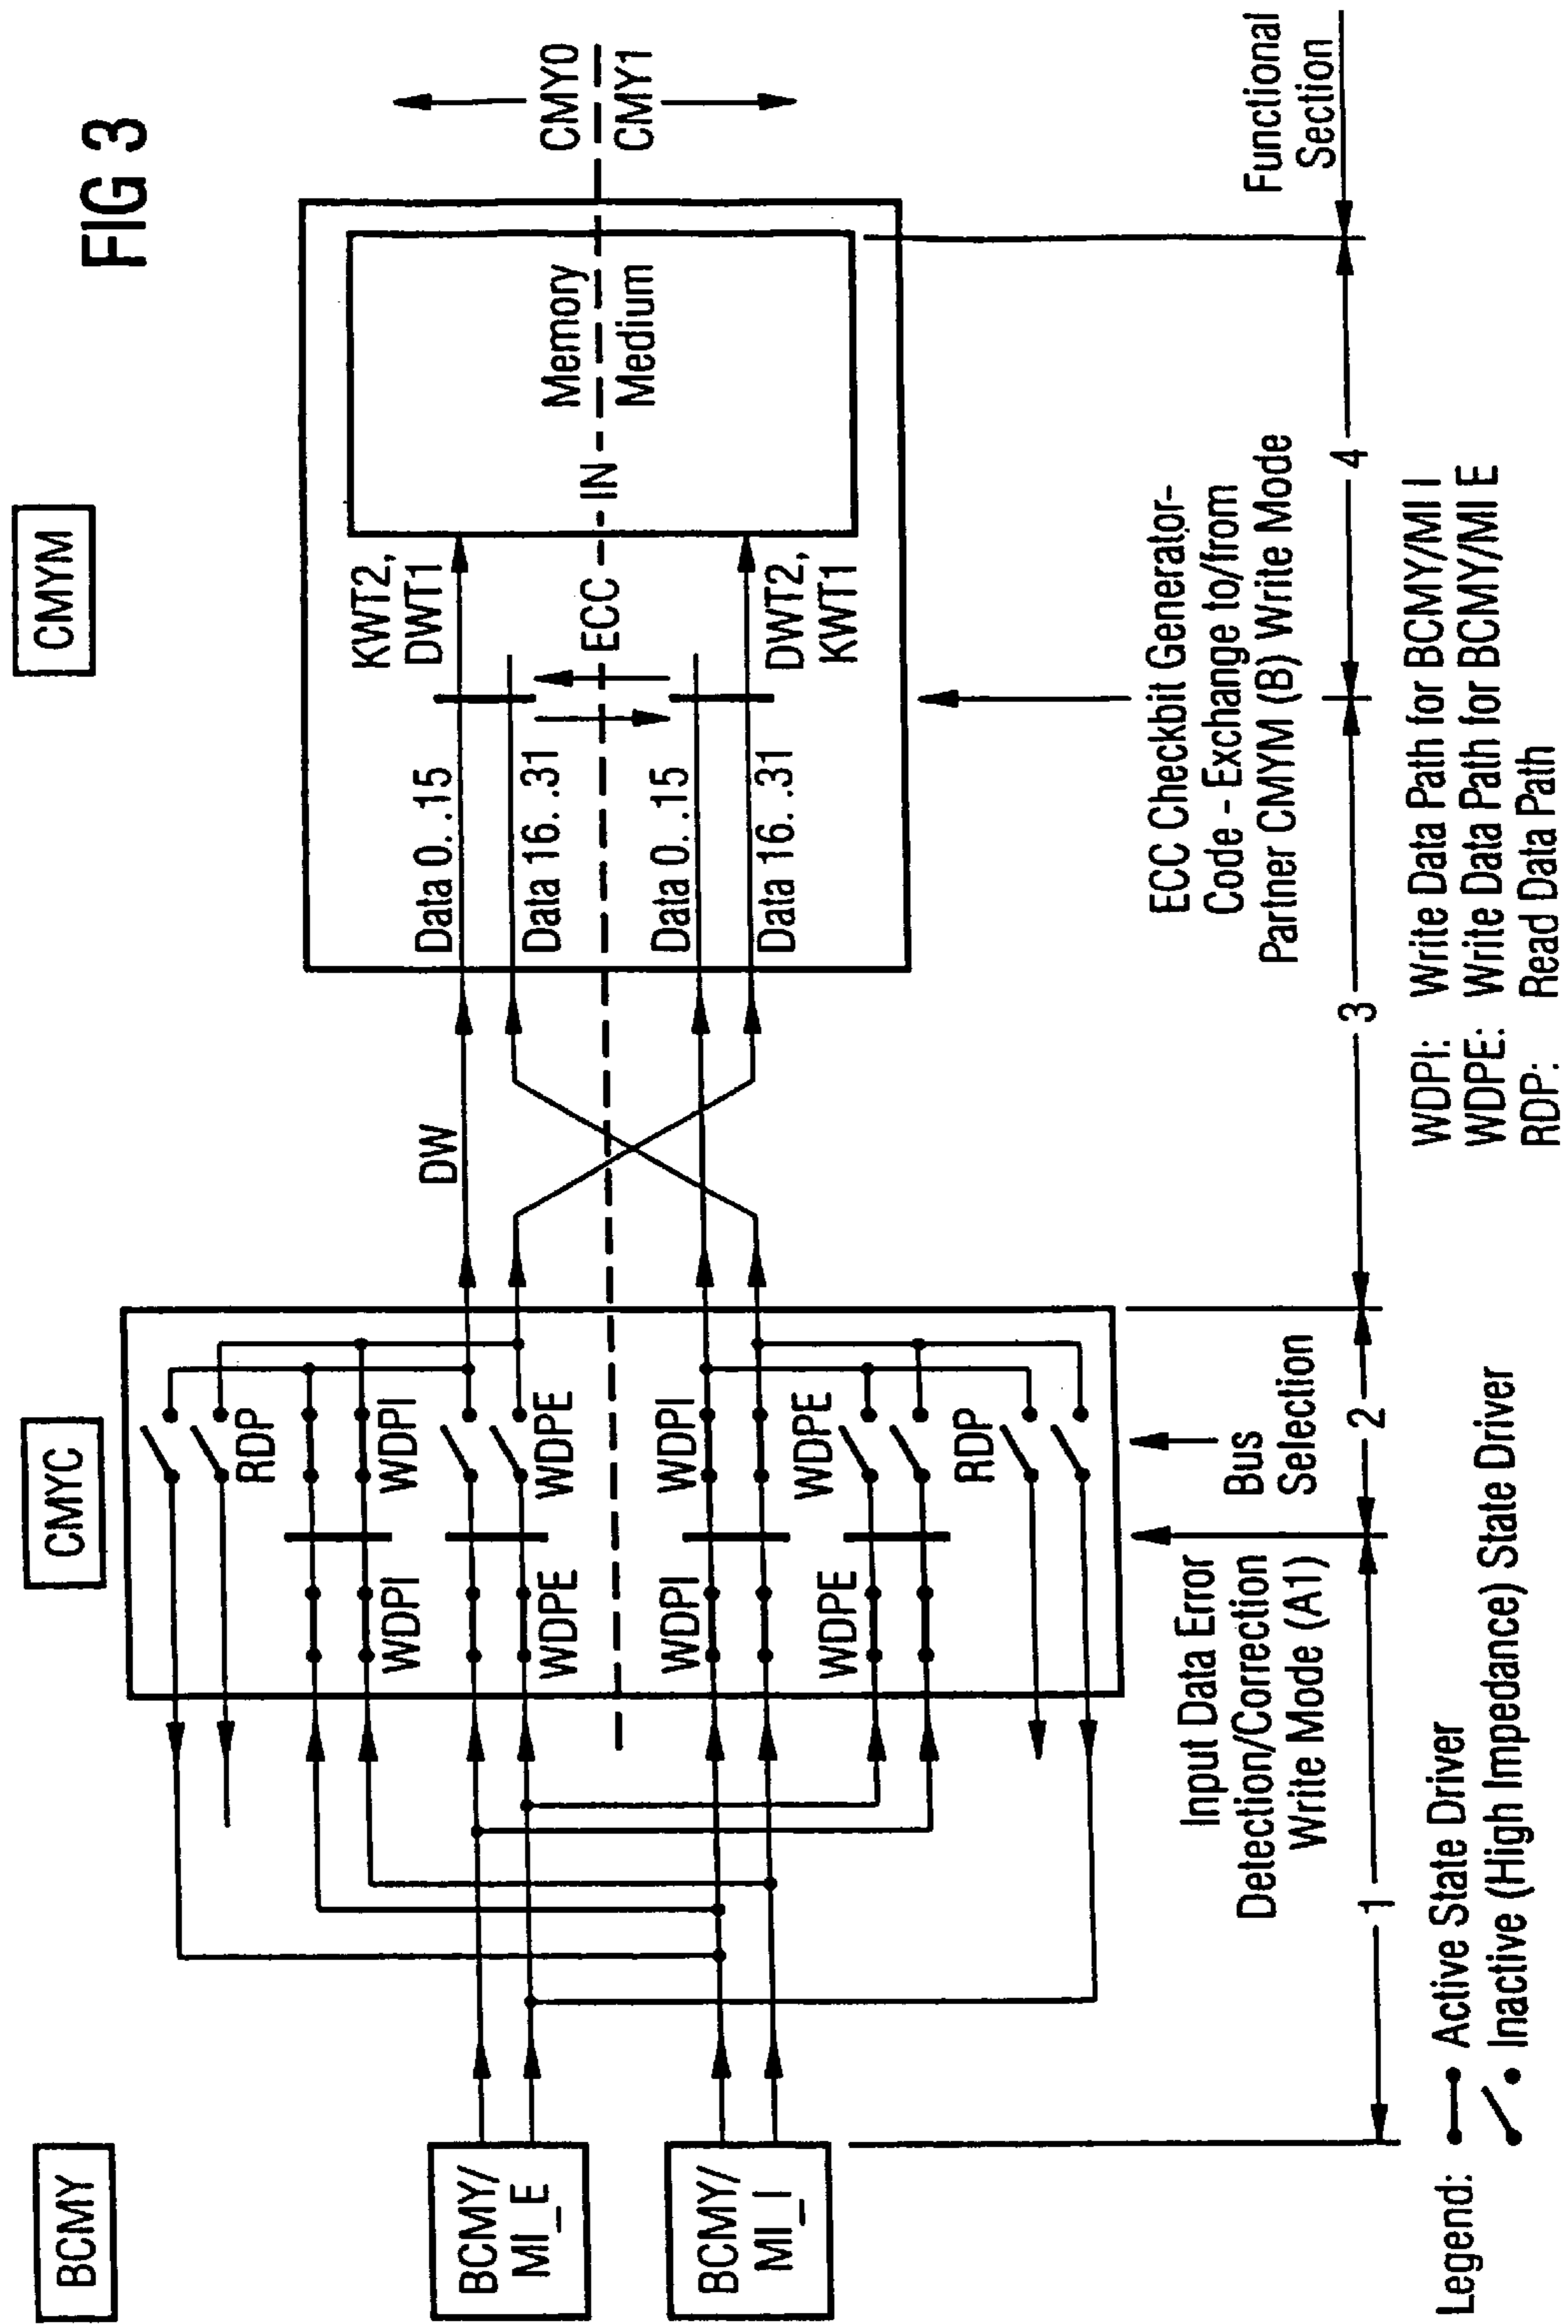 FIG 3
BCMY
CMYC
CMYM
BCMY/
MI_E
BCMY/
MI_I
RDP
WDPI
WDPI
WDPE
WDPE
WDPI
WDPI
WDPE
WDPE
RDP
DW
Data 0. .15
Data 16. .31
Data 0. .15
Data 16. .31
KWT2,
DWT1
ECC
IN
DWT2,
KWT1
Memory
Medium
CMY0
CMY1
Input Data Error
Detection/Correction
Write Mode (A1)
Bus
Selection
ECC Checkbit Generator-
Code - Exchange to/from
Partner CMYM (B) Write Mode
Functional
Section
1
2
3
4
Legend:
Active State Driver
Inactive (High Impedance) State Driver
WDPI: Write Data Path for BCMY/MI I
WDPE: Write Data Path for BCMY/MI E
RDP: Read Data Path